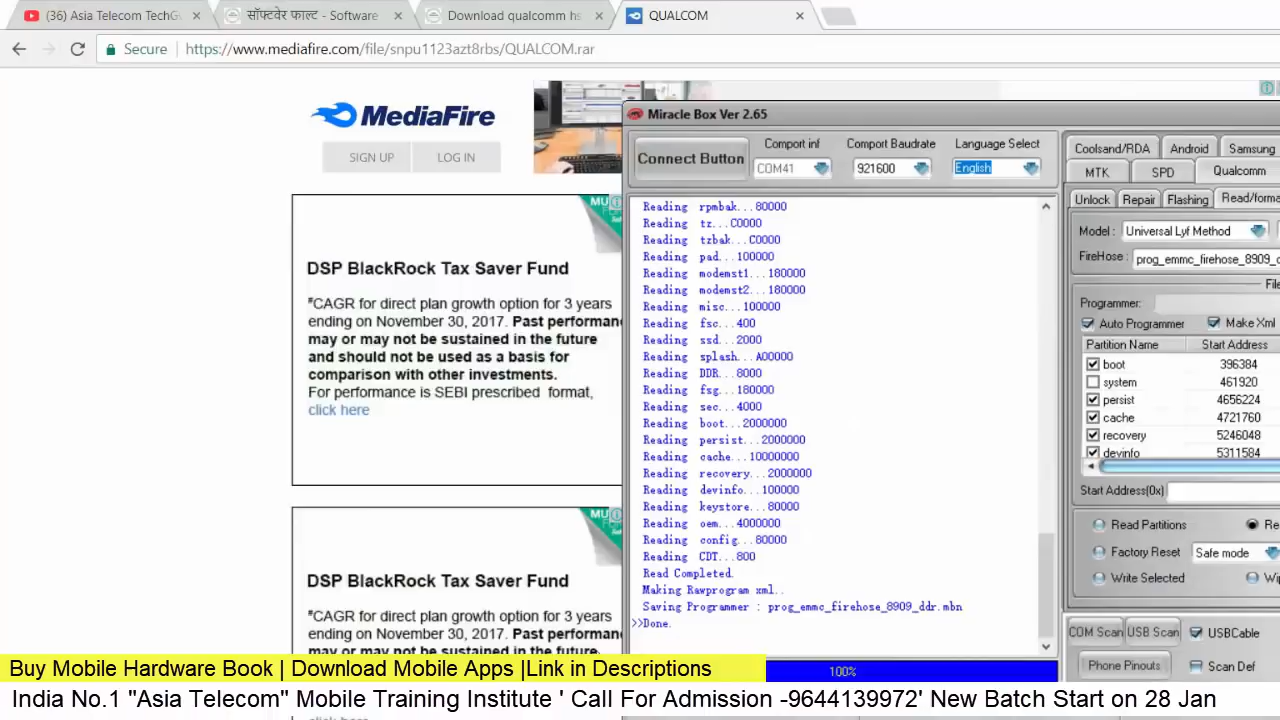 (36) Asia Telecom TechG
सॉफ्टवेर फाल्ट - Software
Download qualcomm hs
QUALCOM
Secure
https://www.mediafire.com/file/snpu1123azt8rbs/QUALCOM.rar
MediaFire
SIGN UP
LOG IN
DSP BlackRock Tax Saver Fund
*CAGR for direct plan growth option for 3 years
ending on November 30, 2017. Past performan
may or may not be sustained in the future
and should not be used as a basis for
comparison with other investments.
For performance is SEBI prescribed format,
click here
DSP BlackRock Tax Saver Fund
*CAGR for direct plan growth option for 3 years
ending on November 30, 2017. Past performan
may or may not be sustained in the future
Miracle Box Ver 2.65
Connect Button
Comport inf
COM41
Comport Baudrate
921600
Language Select
English
Reading rpmbak...80000
Reading tz...C0000
Reading tzbak...C0000
Reading pad...100000
Reading modemst1...180000
Reading modemst2...180000
Reading misc...100000
Reading fsc...400
Reading ssd...2000
Reading splash...A00000
Reading DDR...8000
Reading fsg...180000
Reading sec...4000
Reading boot...2000000
Reading persist...2000000
Reading cache...10000000
Reading recovery...2000000
Reading devinfo...100000
Reading keystore...80000
Reading oem...4000000
Reading config...80000
Reading CDT...800
Read Completed.
Making Rawprogram xml..
Saving Programmer : prog_emmc_firehose_8909_ddr.mbn
>>Done.
100%
Coolsand/RDA
Android
Samsung
MTK
SPD
Qualcomm
Unlock
Repair
Flashing
Read/forma
Model :
Universal Lyf Method
FireHose :
prog_emmc_firehose_8909_c
File
Programmer:
Auto Programmer
Make Xml
Partition Name
Start Address
boot 396384
system 461920
persist 4656224
cache 4721760
recovery 5246048
devinfo 5311584
Start Address(0x)
Read Partitions
Re
Factory Reset
Safe mode
Write Selected
Wi
COM Scan
USB Scan
USBCable
Phone Pinouts
Scan Def
Buy Mobile Hardware Book | Download Mobile Apps |Link in Descriptions
India No.1 "Asia Telecom" Mobile Training Institute ' Call For Admission -9644139972' New Batch Start on 28 Jan
click here